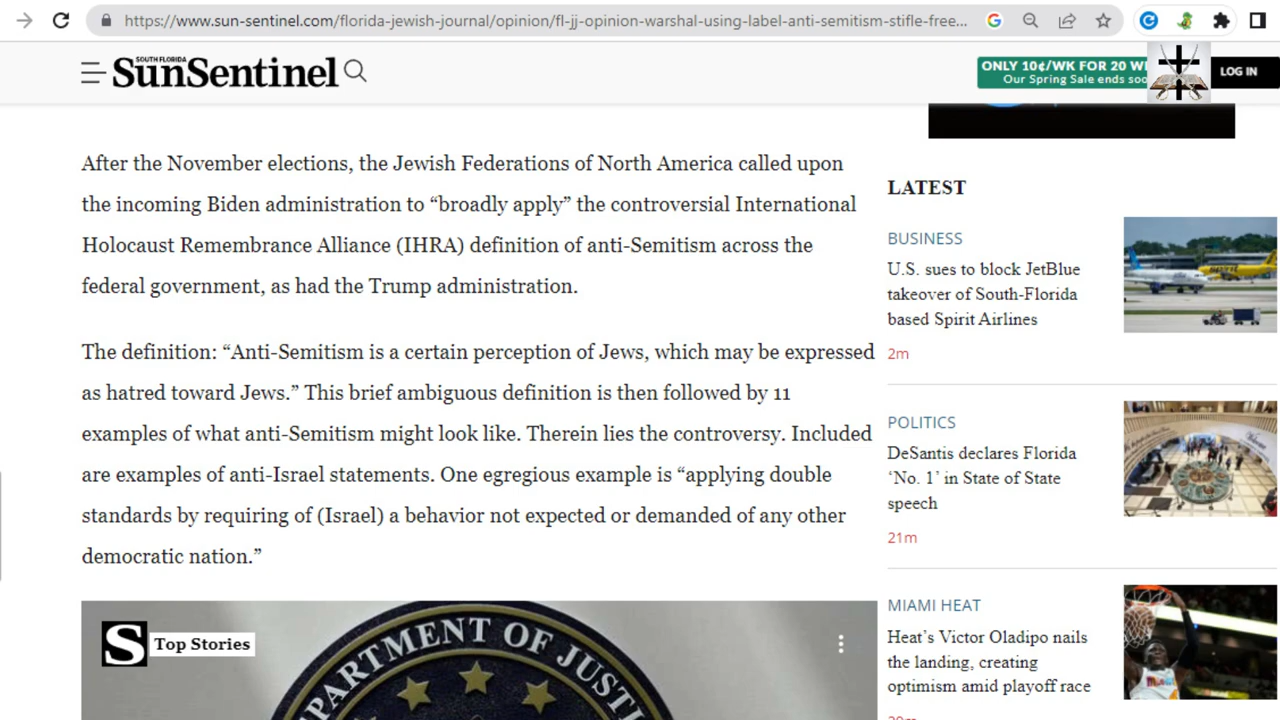 https://www.sun-sentinel.com/florida-jewish-journal/opinion/fl-jj-opinion-warshal-using-label-anti-semitism-stifle-free...
SOUTH FLORIDA
SunSentinel
ONLY 10¢/WK FOR 20 W
Our Spring Sale ends soo
LOG IN
After the November elections, the Jewish Federations of North America called upon
the incoming Biden administration to “broadly apply” the controversial International
Holocaust Remembrance Alliance (IHRA) definition of anti-Semitism across the
federal government, as had the Trump administration.
The definition: “Anti-Semitism is a certain perception of Jews, which may be expressed
as hatred toward Jews.” This brief ambiguous definition is then followed by 11
examples of what anti-Semitism might look like. Therein lies the controversy. Included
are examples of anti-Israel statements. One egregious example is “applying double
standards by requiring of (Israel) a behavior not expected or demanded of any other
democratic nation.”
S Top Stories
PARTMENT OF JUSTI
LATEST
BUSINESS
U.S. sues to block JetBlue
takeover of South-Florida
based Spirit Airlines
2m
POLITICS
DeSantis declares Florida
‘No. 1’ in State of State
speech
21m
MIAMI HEAT
Heat’s Victor Oladipo nails
the landing, creating
optimism amid playoff race